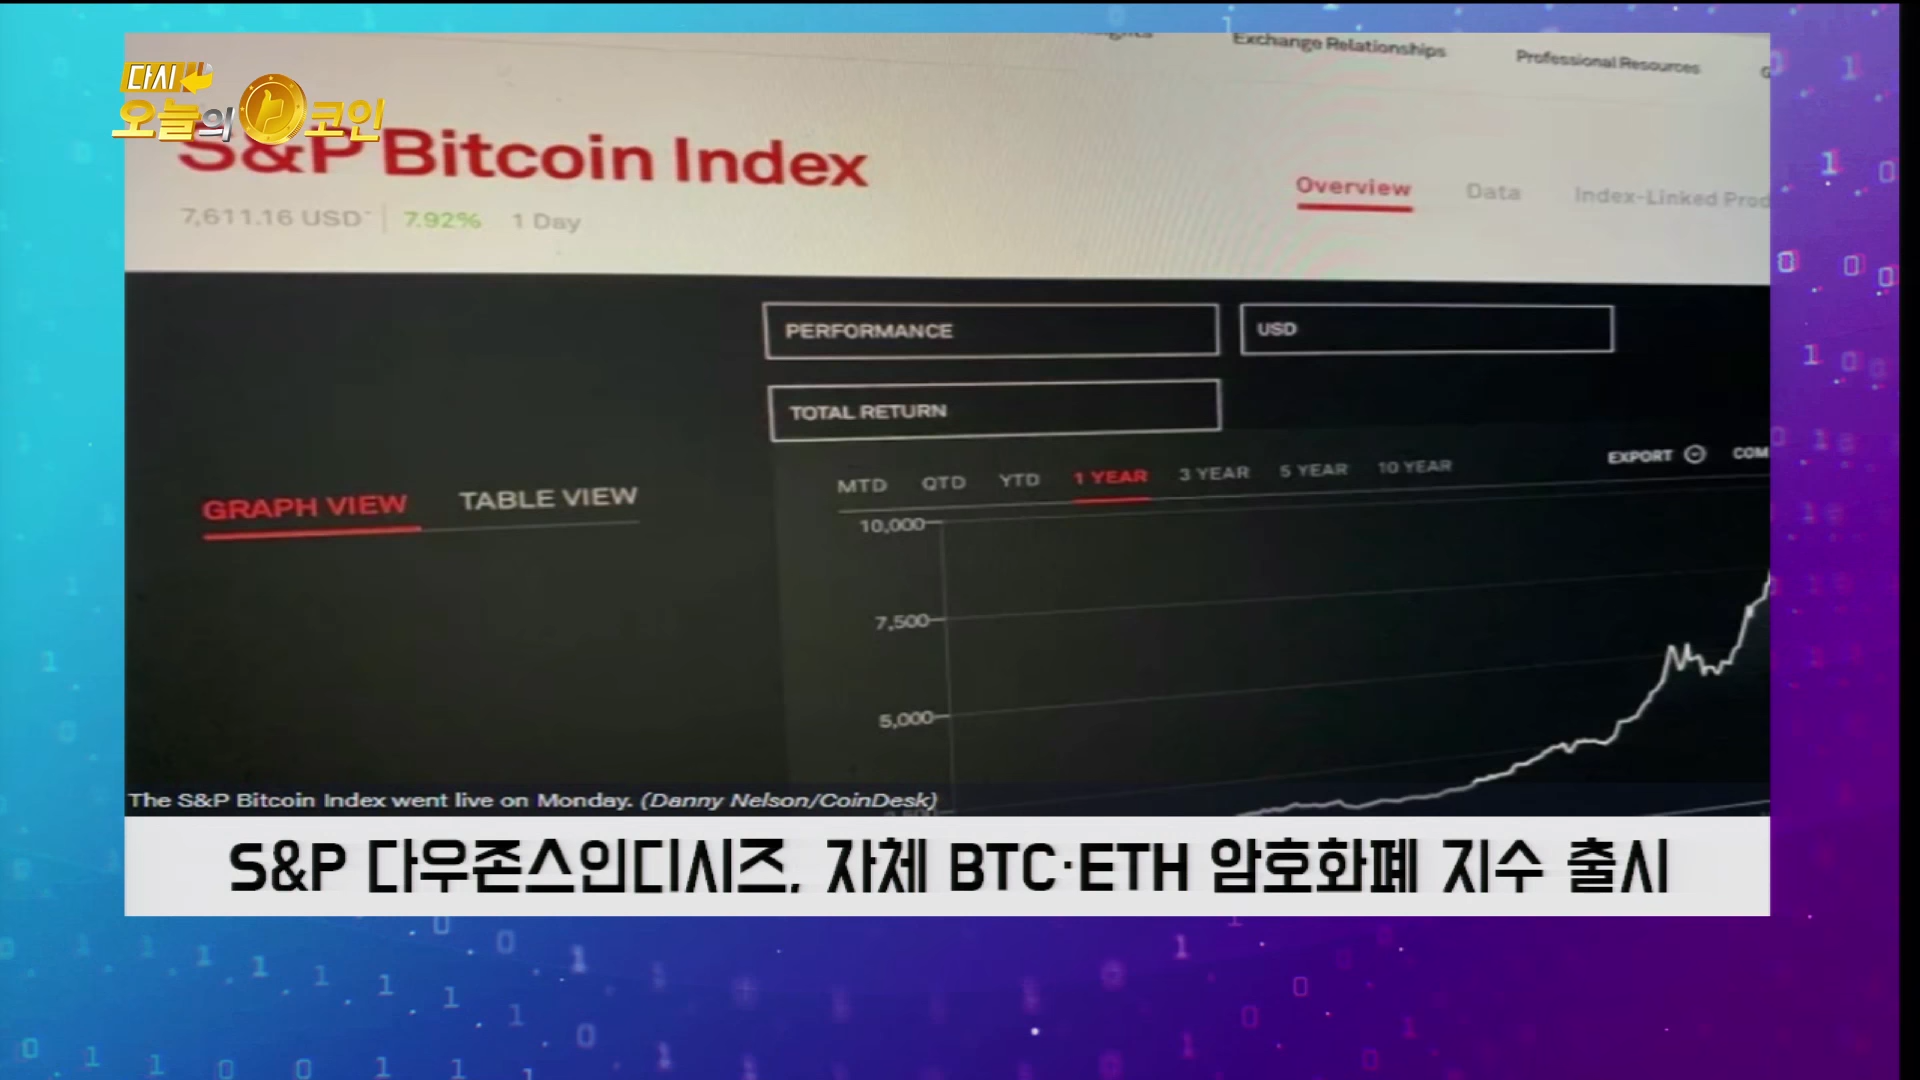 Exchange Relationships
Professional Resources
다시
오늘의 코인
S&P Bitcoin Index
7,611.16 USD
7.92%
1 Day
Overview
Data
Index-Linked Prod
PERFORMANCE
USD
TOTAL RETURN
GRAPH VIEW
TABLE VIEW
MTD
QTD
YTD
1 YEAR
3 YEAR
5 YEAR
10 YEAR
EXPORT
COM
10,000
7,500
5,000
The S&P Bitcoin Index went live on Monday. (Danny Nelson/CoinDesk)
S&P 다우존스인디시즈, 자체 BTC·ETH 암호화폐 지수 출시